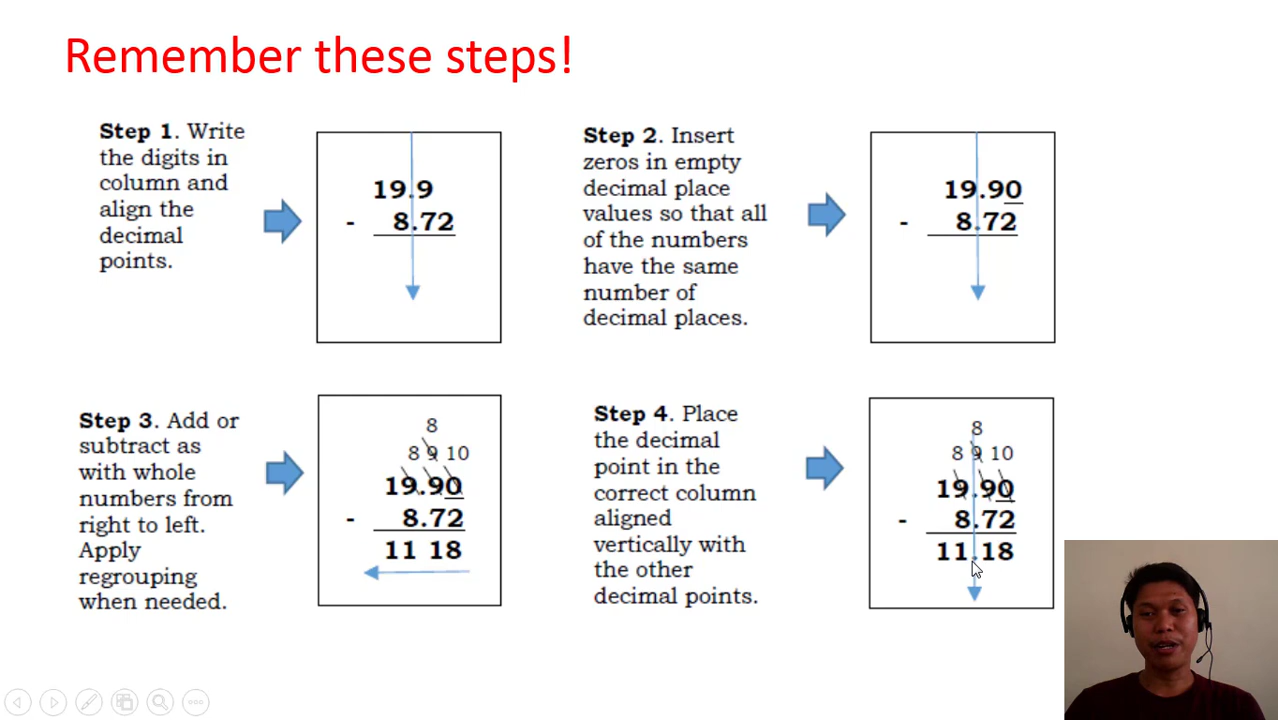 Remember these steps!
Step 1. Write
the digits in
column and
align the
decimal
points.
19.9
- 8.72
Step 2. Insert
zeros in empty
decimal place
values so that all
of the numbers
have the same
number of
decimal places.
19.90
- 8.72
Step 3. Add or
subtract as
with whole
numbers from
right to left.
Apply
regrouping
when needed.
8
8 9 10
19.90
- 8.72
11 18
Step 4. Place
the decimal
point in the
correct column
aligned
vertically with
the other
decimal points.
8
8 9 10
19.90
- 8.72
11.18